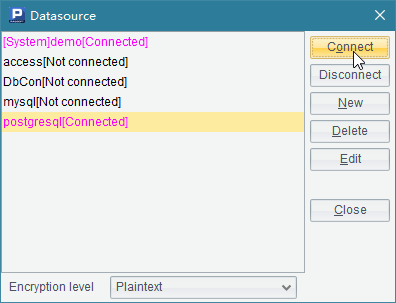 Datasource
[System]demo[Connected]
access[Not connected]
DbCon[Not connected]
mysql[Not connected]
postgresql[Connected]
Connect
Disconnect
New
Delete
Edit
Close
Encryption level
Plaintext